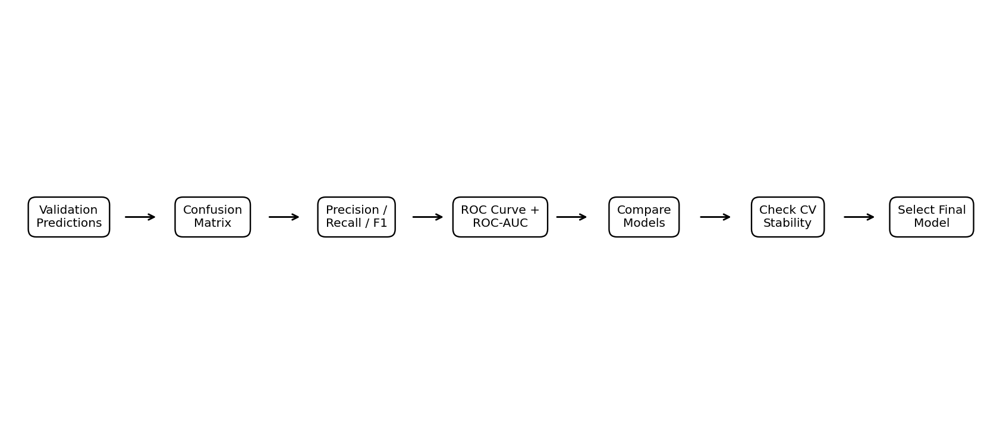 Validation
Predictions
Confusion
Matrix
Precision /
Recall / F1
ROC Curve +
ROC-AUC
Compare
Models
Check CV
Stability
Select Final
Model